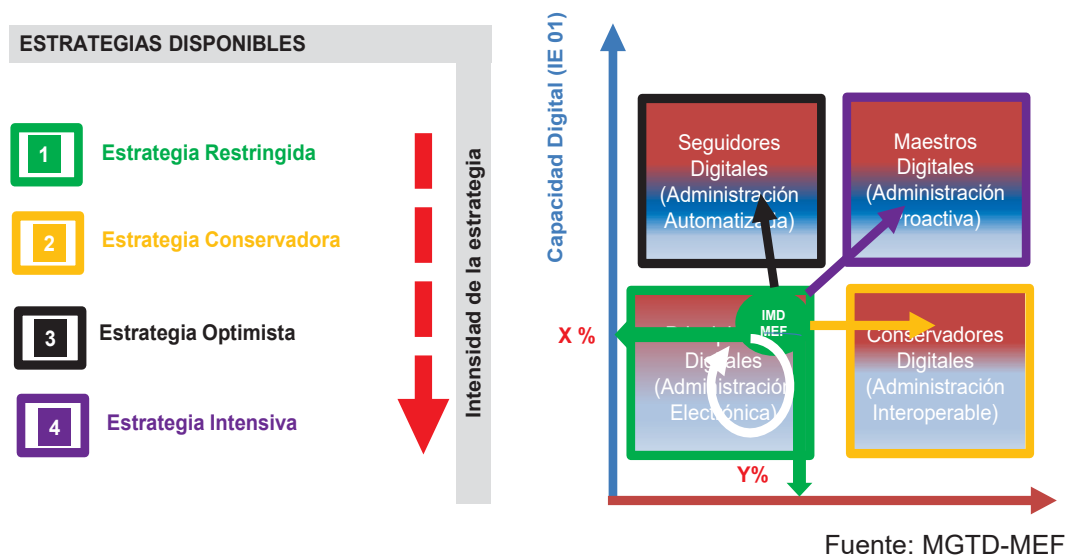 ESTRATEGIAS DISPONIBLES
1
Estrategia Restringida
2
Estrategia Conservadora
3
Estrategia Optimista
4
Estrategia Intensiva
Intensidad de la estrategia
Capacidad Digital (IE 01)
Seguidores
Digitales
(Administración
Automatizada)
Maestros
Digitales
(Administración
Proactiva)
IMD
MEF
X %
Digitales
(Administración
Electrónica)
Conservadores
Digitales
(Administración
Interoperable)
Y%
Fuente: MGTD-MEF